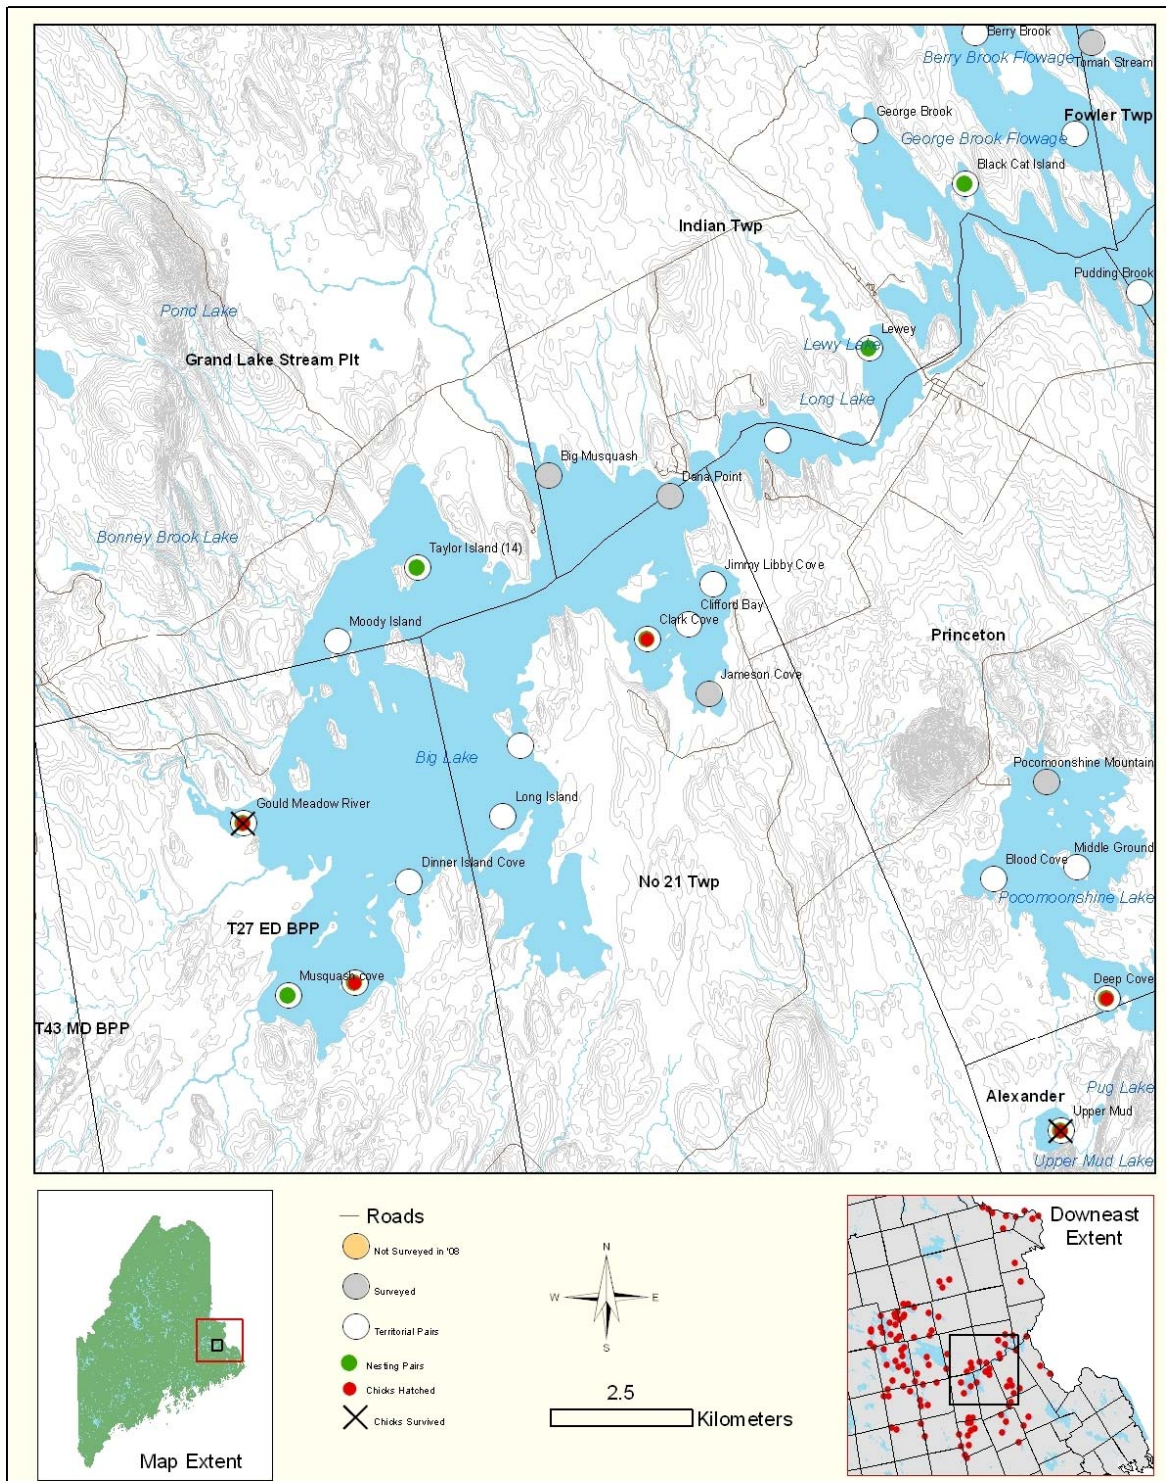 Berry Brook
Berry Brook Flowage
Tomah Stream
George Brook
Fowler Twp
George Brook Flowage
Black Cat Island
Indian Twp
Pudding Brook
Pond Lake
Lewey
Lewy Lake
Grand Lake Stream Plt
Long Lake
Big Musquash
Dana Point
Bonney Brook Lake
Taylor Island (14)
Jimmy Libby Cove
Clifford Bay
Moody Island
Clark Cove
Princeton
Jameson Cove
Big Lake
Pocomoonshine Mountain
Gould Meadow River
Long Island
Middle Ground
Dinner Island Cove
Blood Cove
No 21 Twp
Pocomoonshine Lake
T27 ED BPP
Musquash cove
Deep Cove
T43 MD BPP
Pug Lake
Alexander
Upper Mud
Upper Mud Lake
Map Extent
Roads
Not Surveyed in '08
Surveyed
Territorial Pairs
Nesting Pairs
Chicks Hatched
Chicks Survived
N
W
E
S
2.5
Kilometers
Downeast
Extent